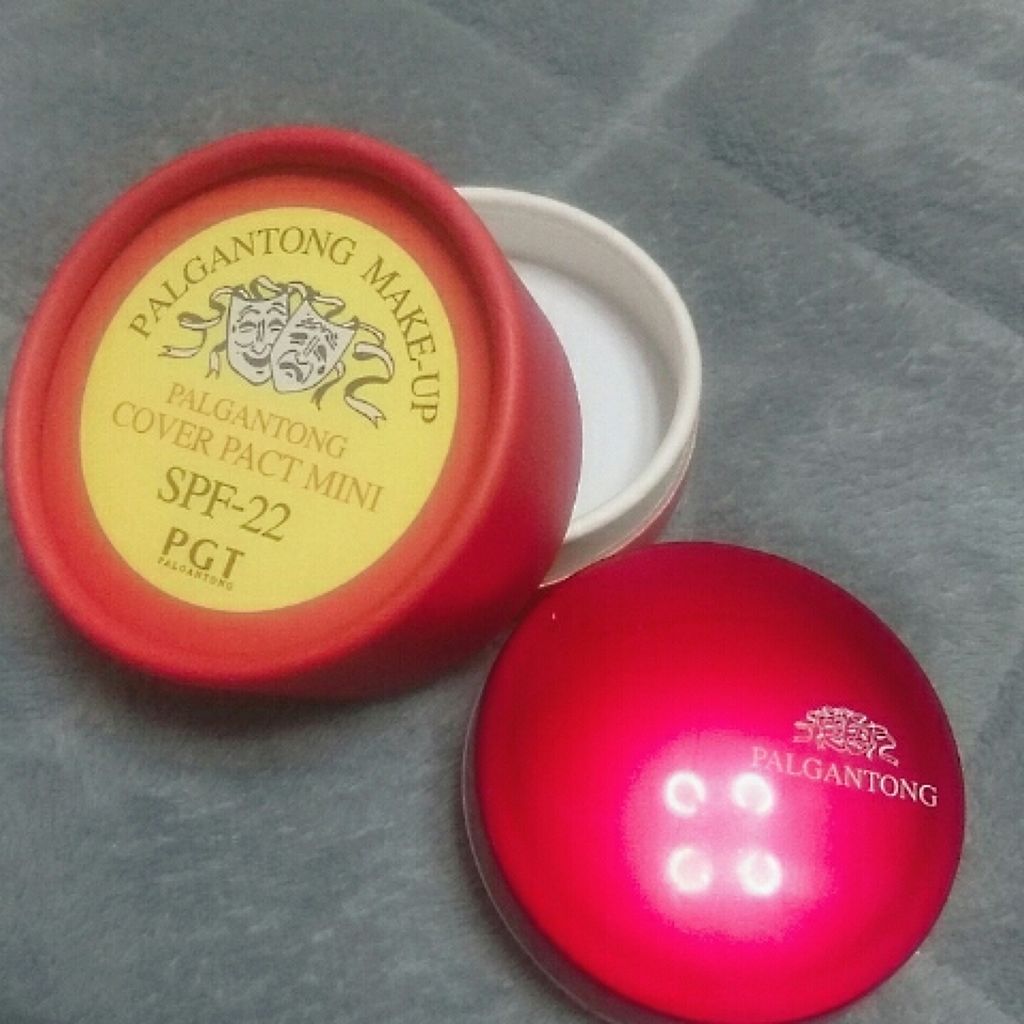 PALGANTONG MAKE-UP
PALGANTONG
COVER PACT MINI
SPF-22
PGT
PALGANTONG
PALGANTONG